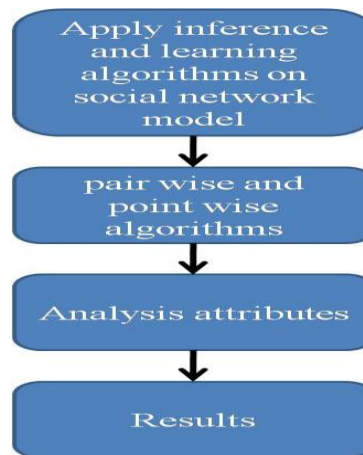 Apply inference
and learning
algorithms on
social network
model
pair wise and
point wise
algorithms
Analysis attributes
Results